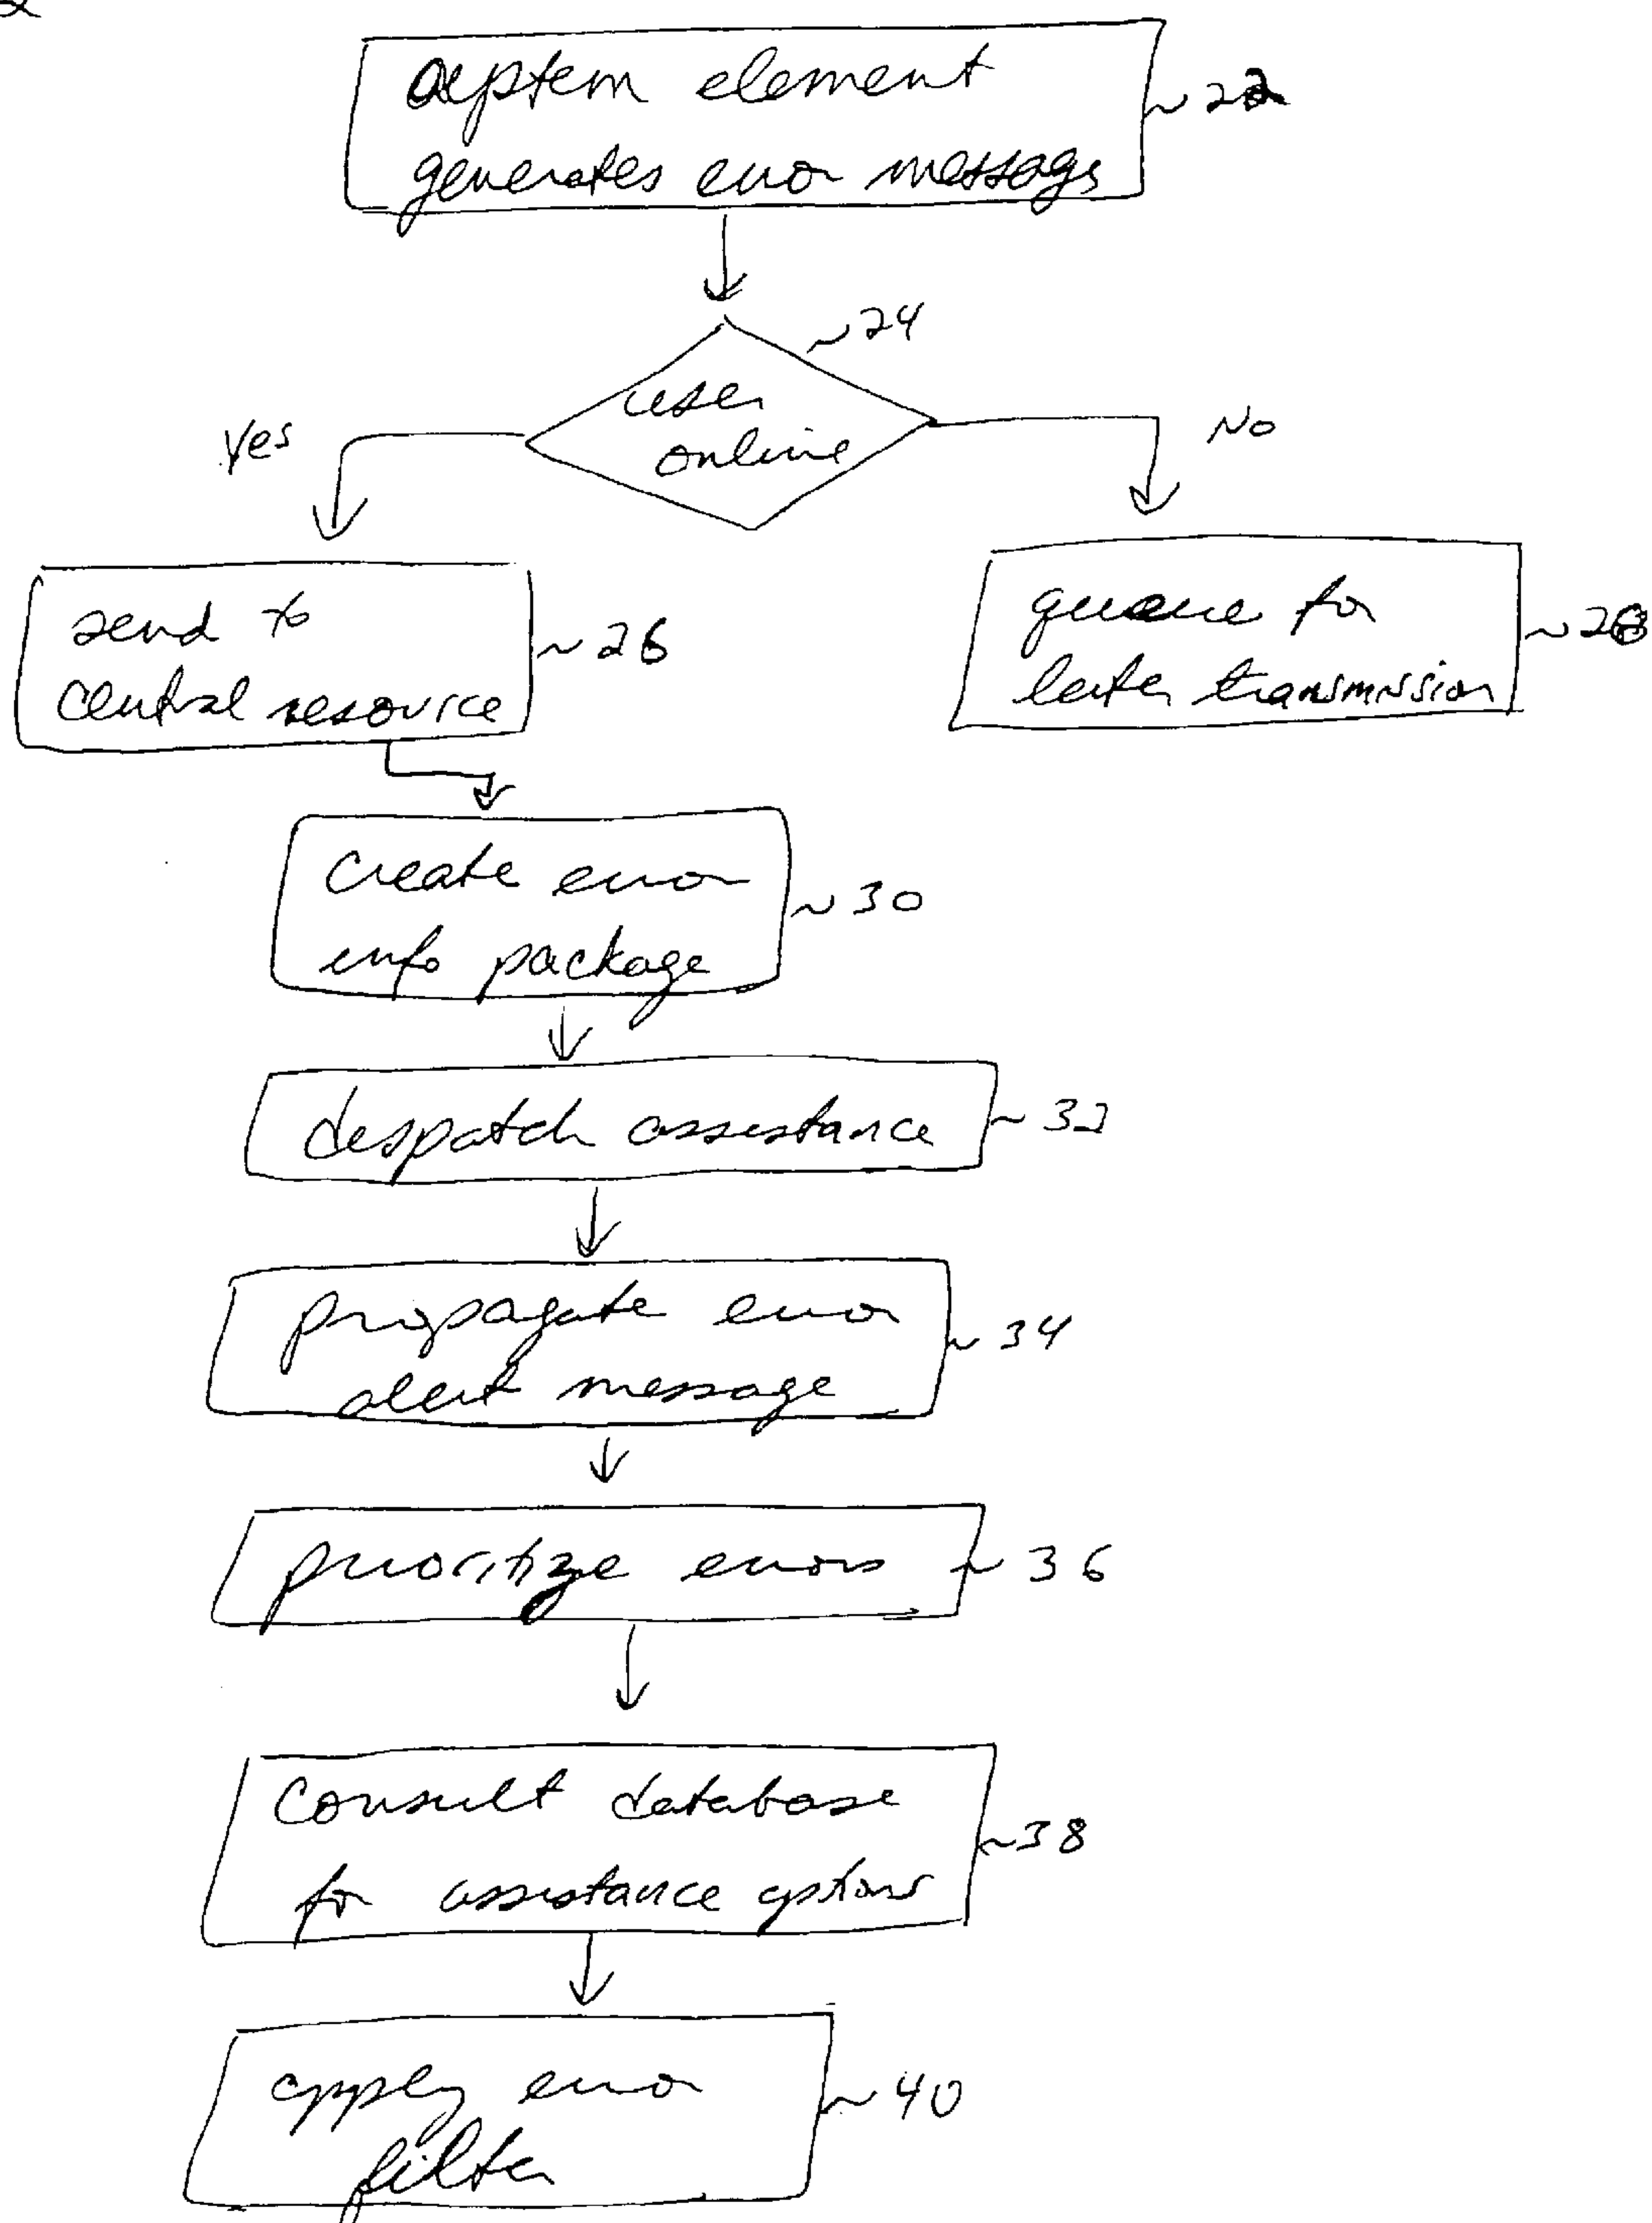 system element
generates error message
~22
~24
user
online
Yes
No
send to
central resource
~26
queue for
later transmission
~28
create error
info package
~30
despatch assistance
~32
propagate error
alert message
~34
prioritize errors
~36
consult database
for assistance options
~38
apply error
filter
~40